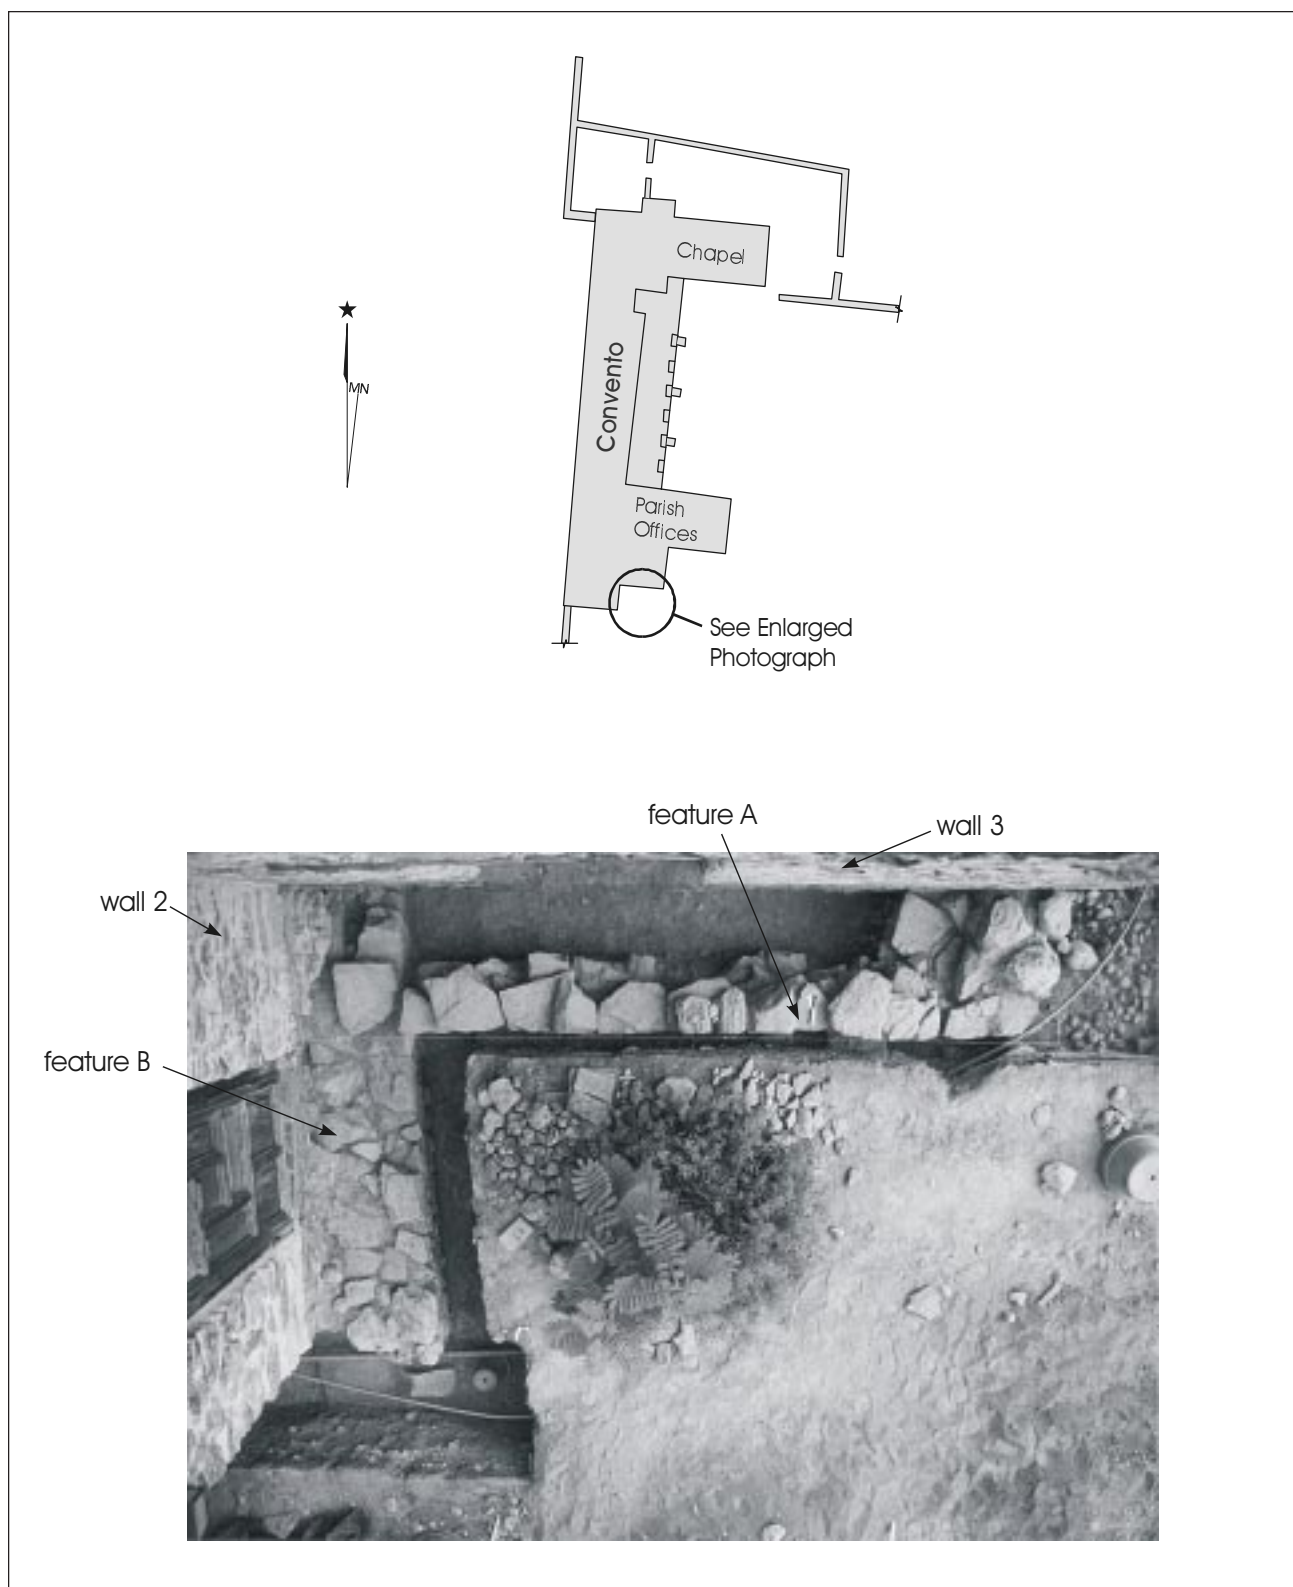 Chapel
MN
Convento
Parish
Offices
See Enlarged
Photograph
feature A
wall 3
wall 2
feature B